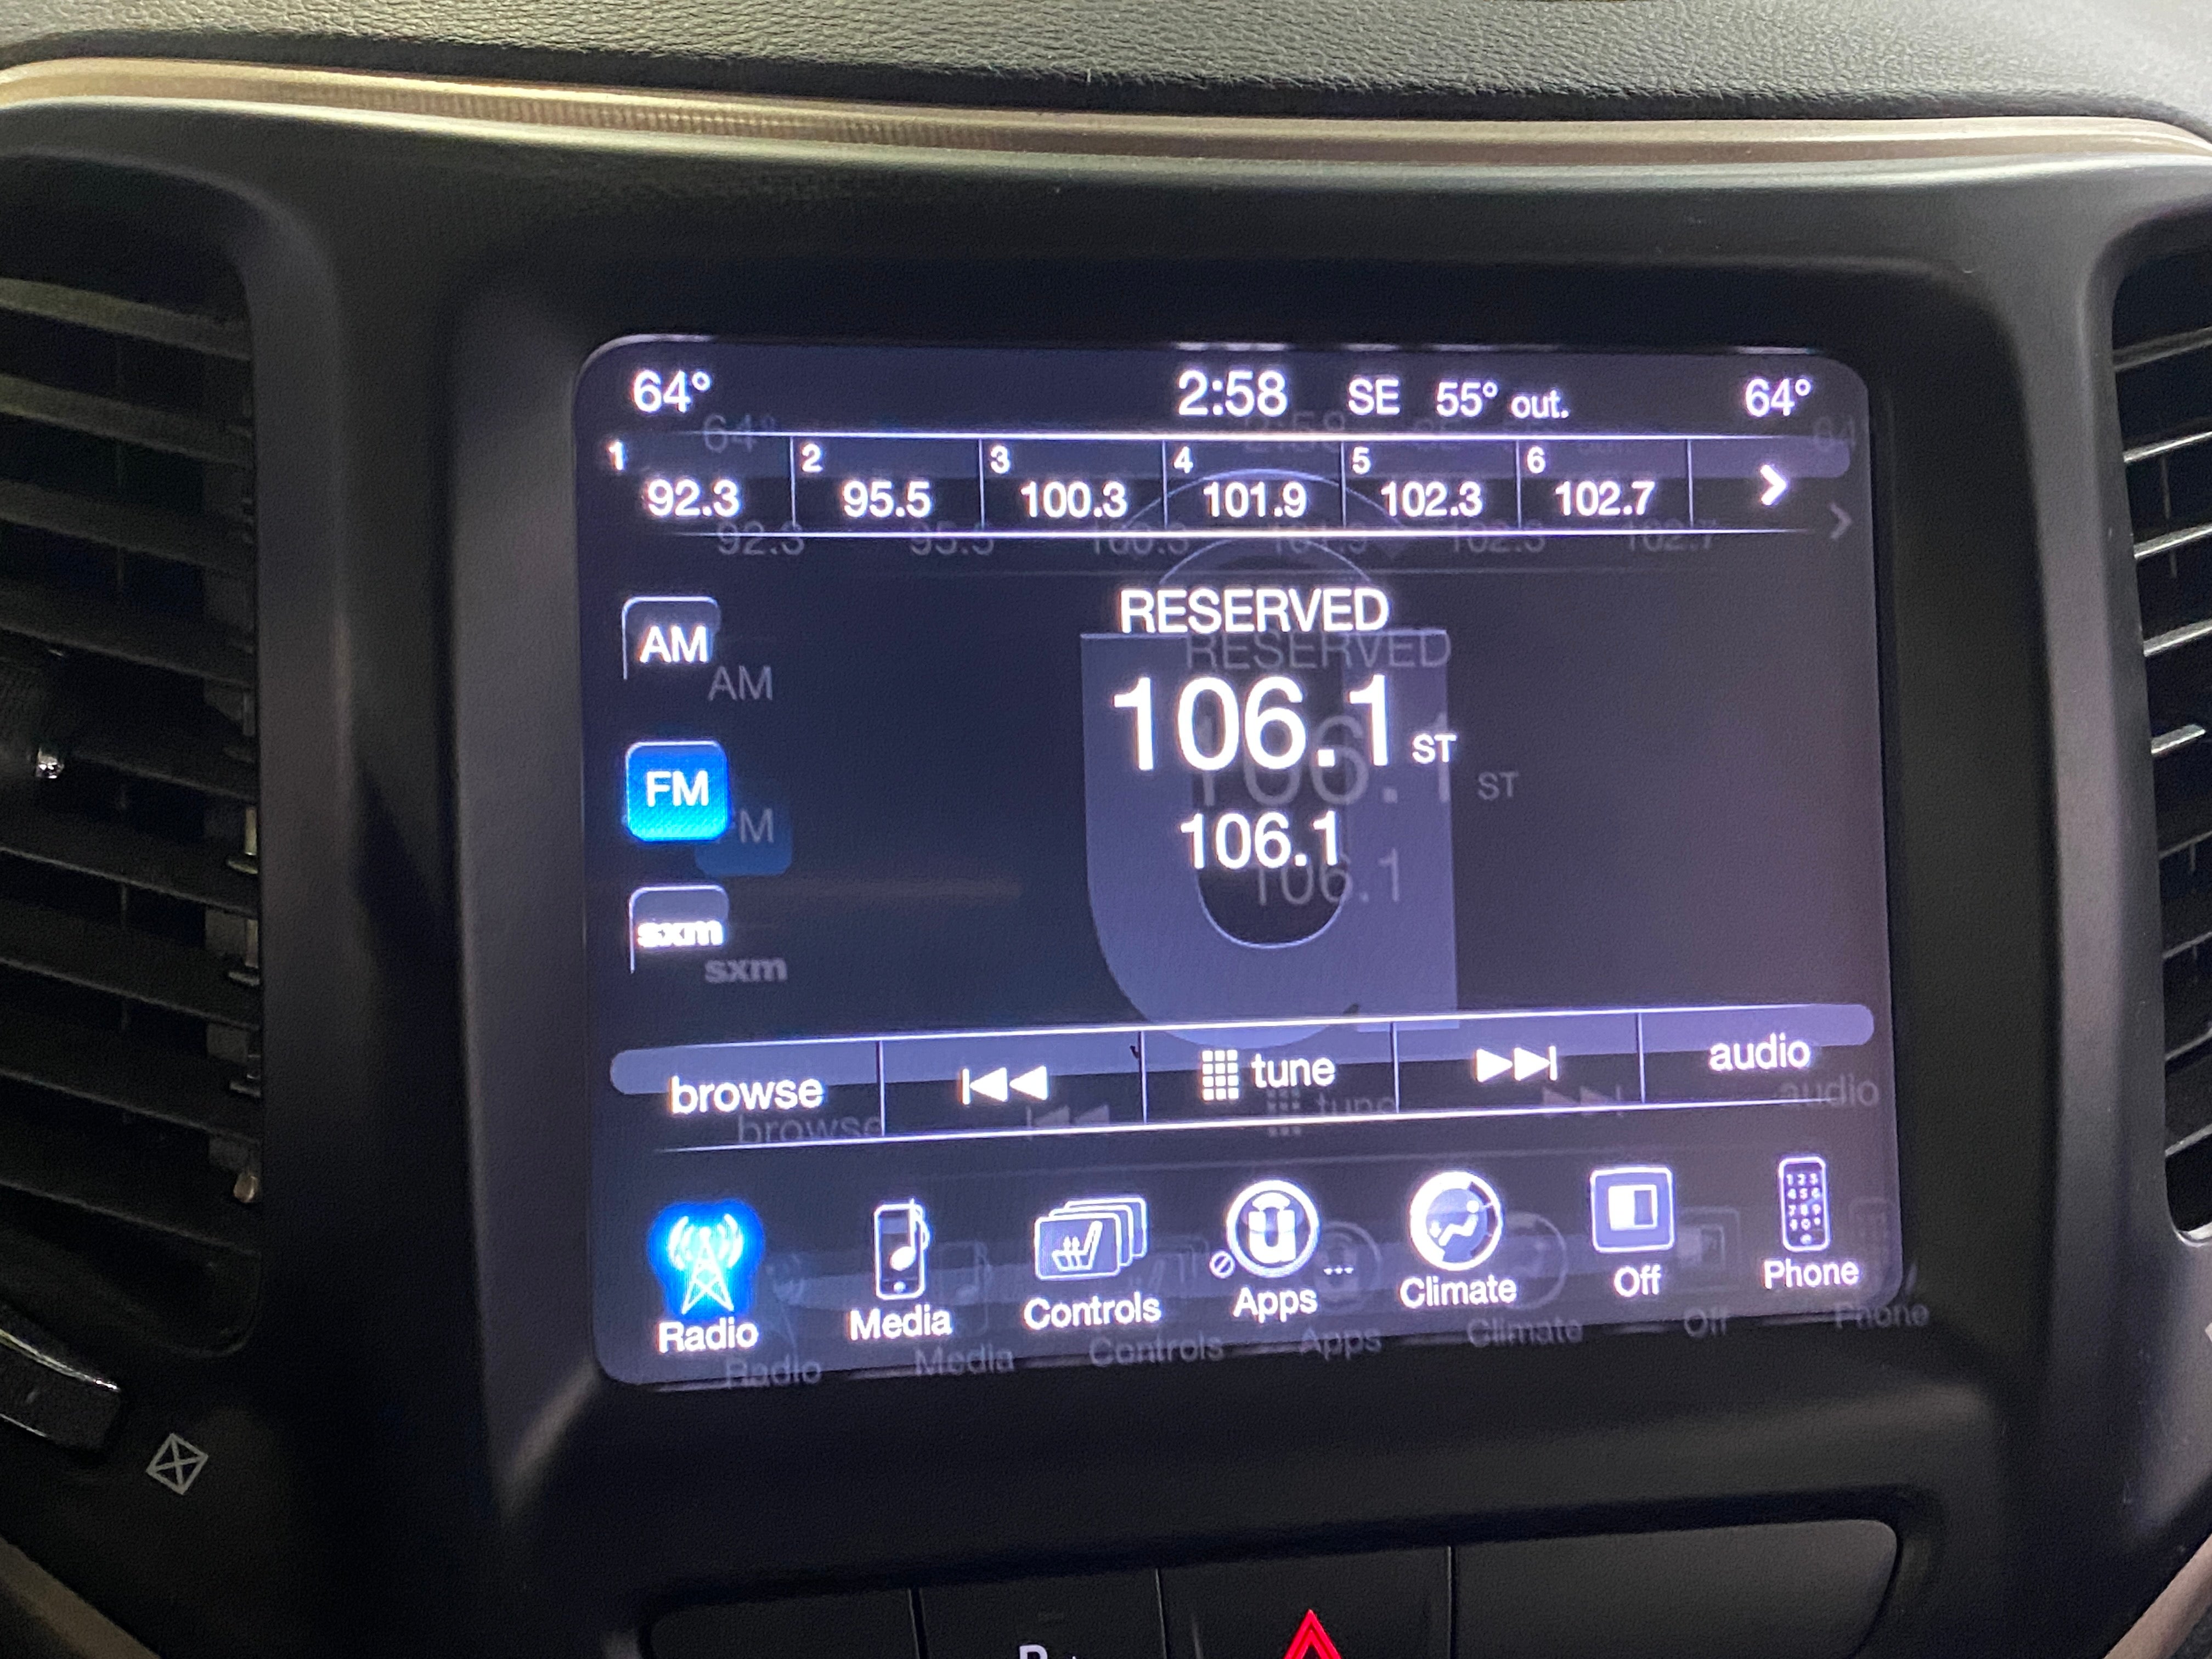 64° 2:58 SE 55° out. 64°
1 2 3 4 5 6
92.3 95.5 100.3 101.9 102.3 102.7
RESERVED
AM
106.1 ST
FM
106.1
sxm
browse tune audio
Radio Media Controls Apps Climate Off Phone